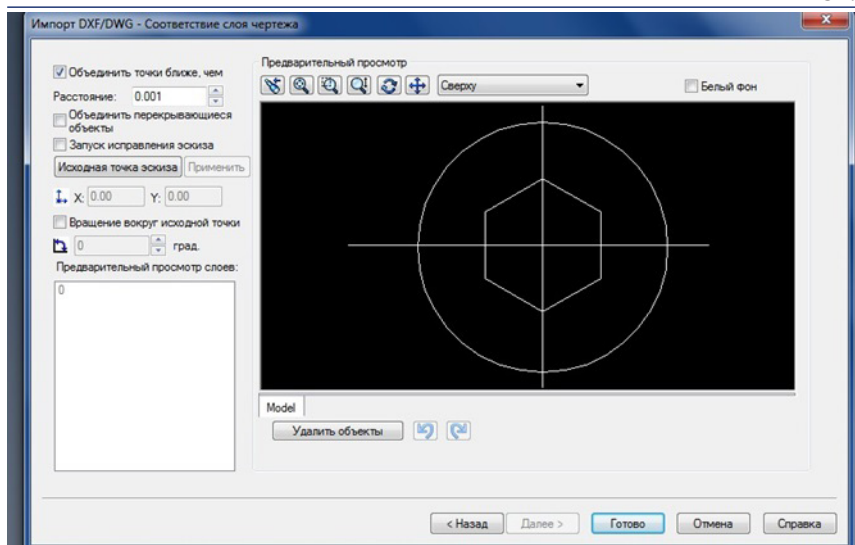 Импорт DXF/DWG - Соответствие слоя чертежа
Объединить точки ближе, чем
Расстояние: 0.001
Объединить перекрывающиеся
объекты
Запуск исправления эскиза
Исходная точка эскиза Применить
X: 0.00 Y: 0.00
Вращение вокруг исходной точки
0 град.
Предварительный просмотр слоев:
0
Предварительный просмотр
Сверху
Белый фон
Model
Удалить объекты
< Назад Далее > Готово Отмена Справка